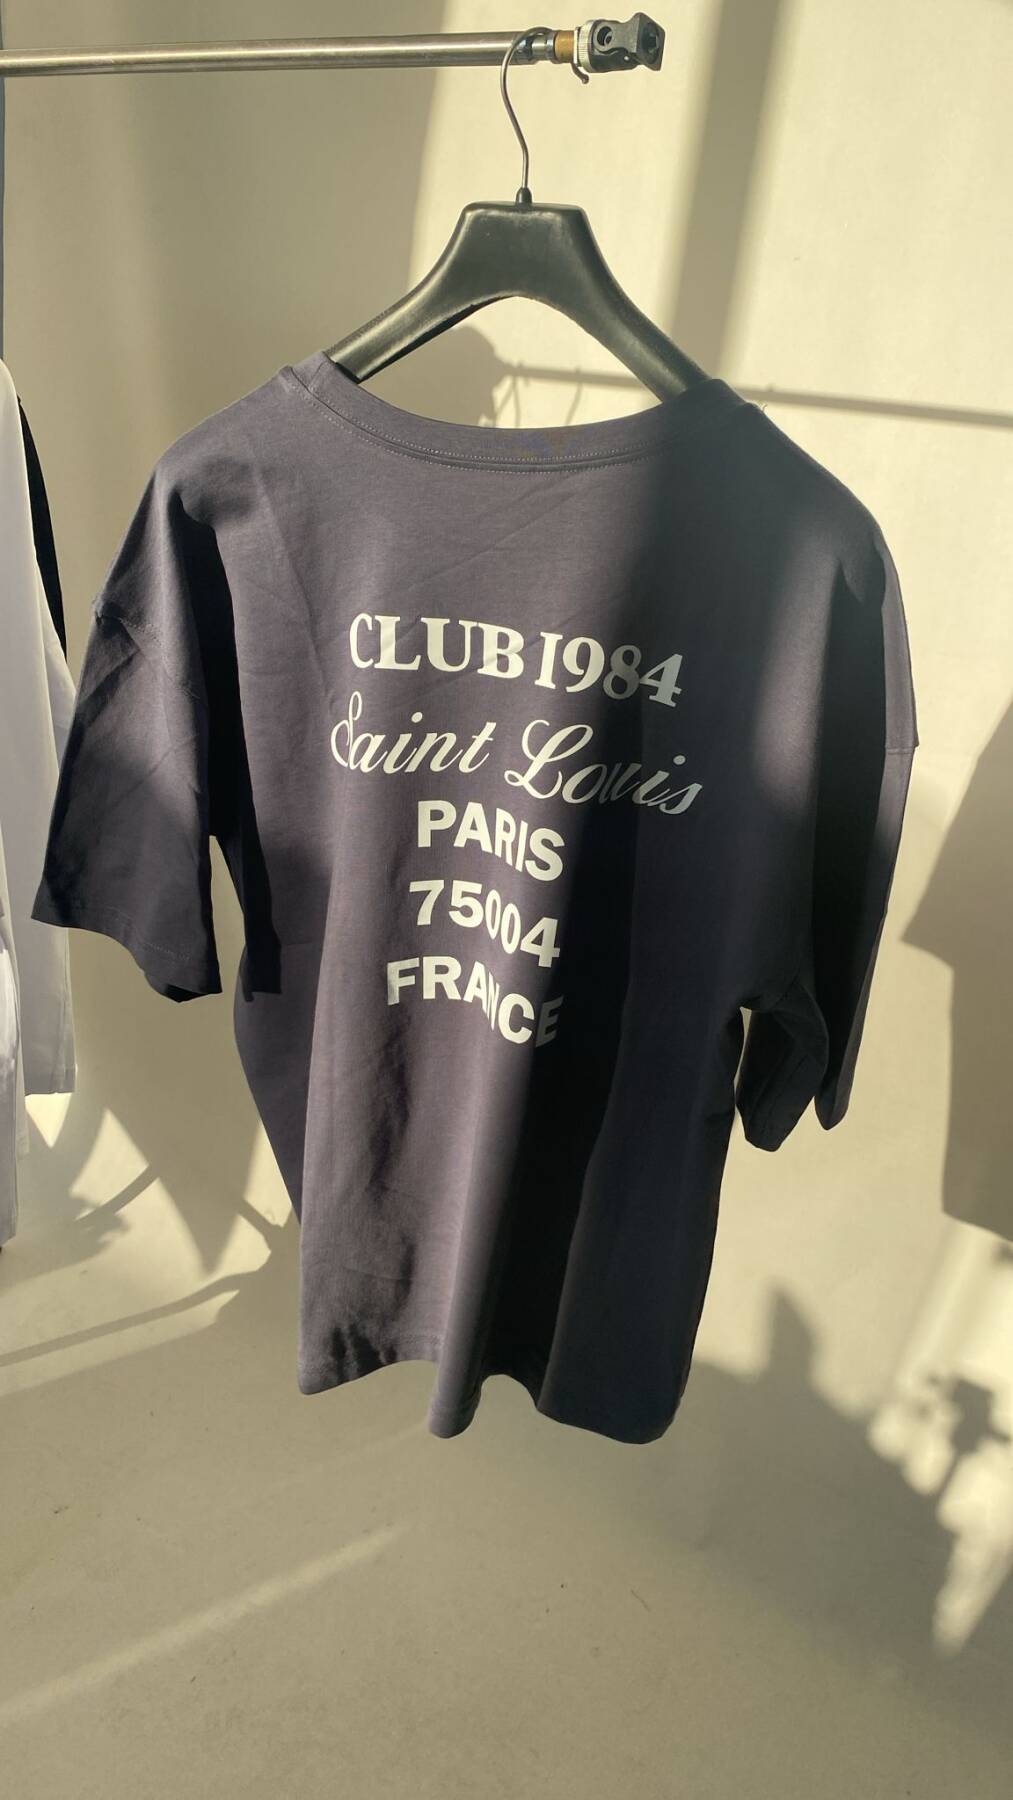 CLUB 1984
Saint Louis
PARIS
75004
FRANCE